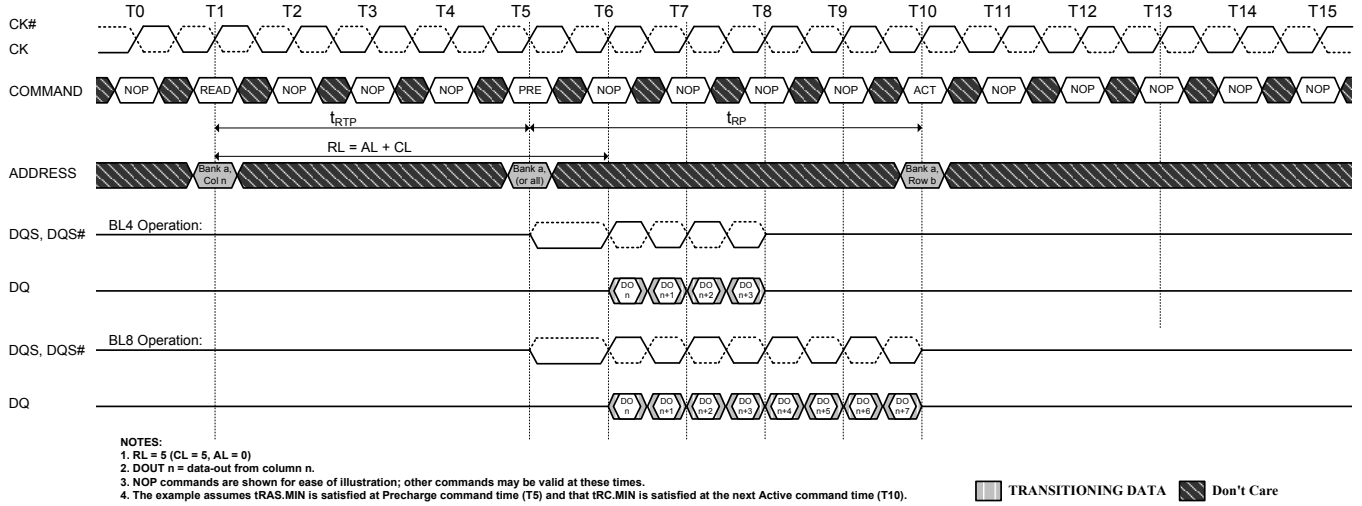 T0 T1 T2 T3 T4 T5 T6 T7 T8 T9 T10 T11 T12 T13 T14 T15
CK#
CK
COMMAND NOP READ NOP NOP NOP PRE NOP NOP NOP NOP ACT NOP NOP NOP NOP NOP
tRTP tRP
RL = AL + CL
ADDRESS Bank a, Col n Bank a, (or all) Bank a, Row b
BL4 Operation:
DQS, DQS#
DQ DO n DO n+1 DO n+2 DO n+3
BL8 Operation:
DQS, DQS#
DQ DO n DO n+1 DO n+2 DO n+3 DO n+4 DO n+5 DO n+6 DO n+7
NOTES:
1. RL = 5 (CL = 5, AL = 0)
2. DOUT n = data-out from column n.
3. NOP commands are shown for ease of illustration; other commands may be valid at these times.
4. The example assumes tRAS.MIN is satisfied at Precharge command time (T5) and that tRC.MIN is satisfied at the next Active command time (T10).
TRANSITIONING DATA Don't Care